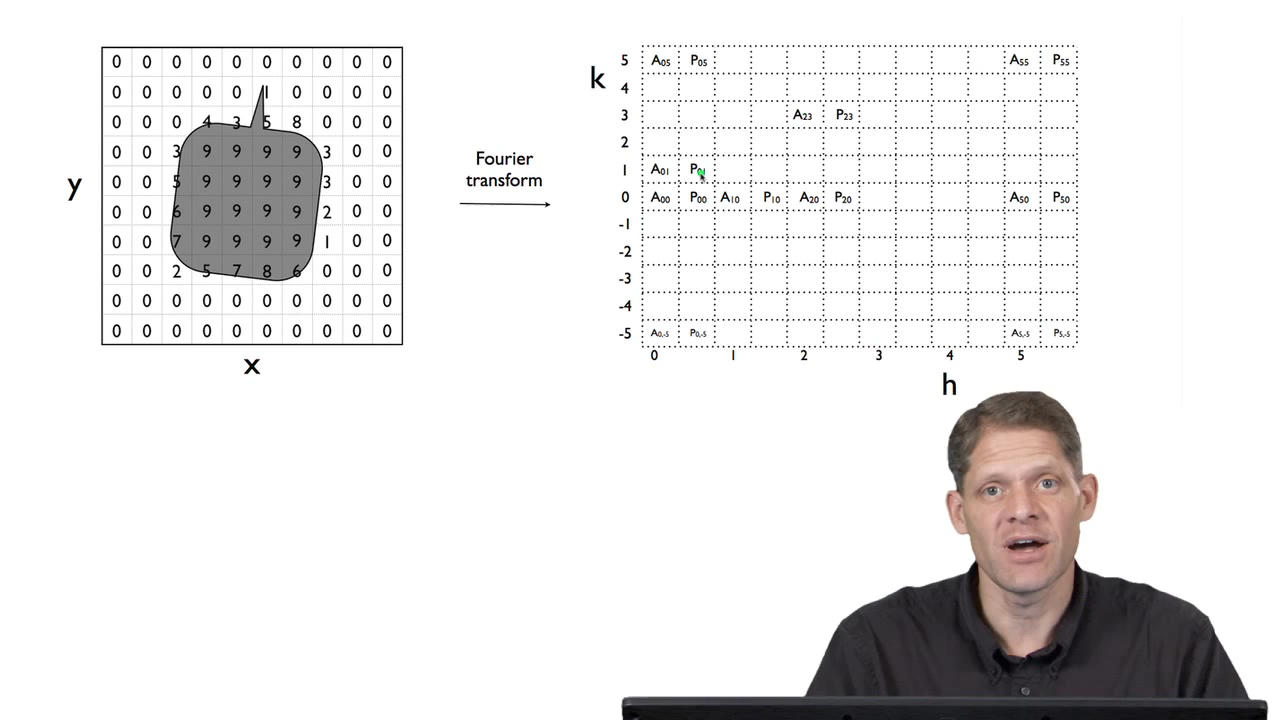 0 0 0 0 0 0 0 0 0 0
0 0 0 0 0 1 0 0 0 0
0 0 0 4 3 5 8 0 0 0
3 9 9 9 9 3 0 0
0 0 5 9 9 9 9 3 0 0
0 0 6 9 9 9 9 2 0 0
0 0 7 9 9 9 9 1 0 0
0 0 2 5 7 8 6 0 0 0
0 0 0 0 0 0 0 0 0 0
0 0 0 0 0 0 0 0 0 0
y
x
Fourier
transform
k
5 A05 P05 A55 P55
4
3 A23 P23
2
1 A01
0 A00 P00 A10 P10 A20 P20 A50 P50
-1
-2
-3
-4
-5 A0,-5 P0,-5 A5,-5 P5,-5
0 1 2 3 4 5
h